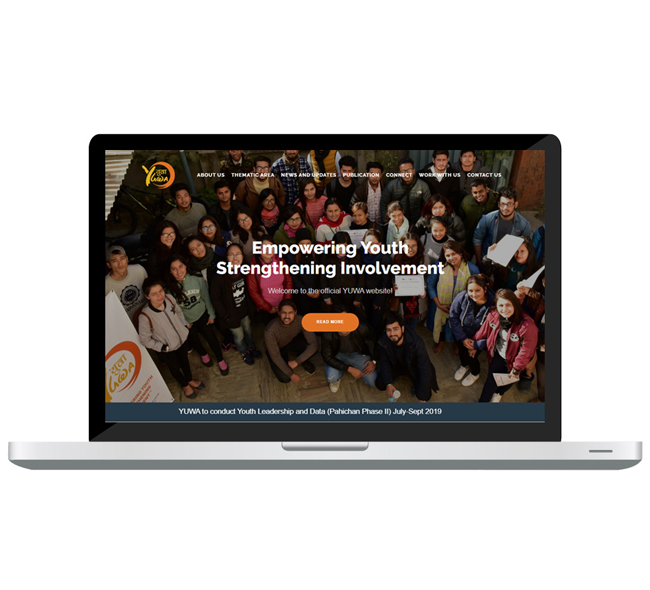 युवा
YUWA
ABOUT US THEMATIC AREA NEWS AND UPDATES PUBLICATION CONNECT WORK WITH US CONTACT US
Empowering Youth
Strengthening Involvement
Welcome to the official YUWA website!
READ MORE
युवा
YUWA
YUWA to conduct Youth Leadership and Data (Pahichan Phase II) July-Sept 2019